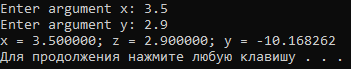 Enter argument x: 3.5
Enter argument y: 2.9
x = 3.500000; z = 2.900000; y = -10.168262
Для продолжения нажмите любую клавишу . . .